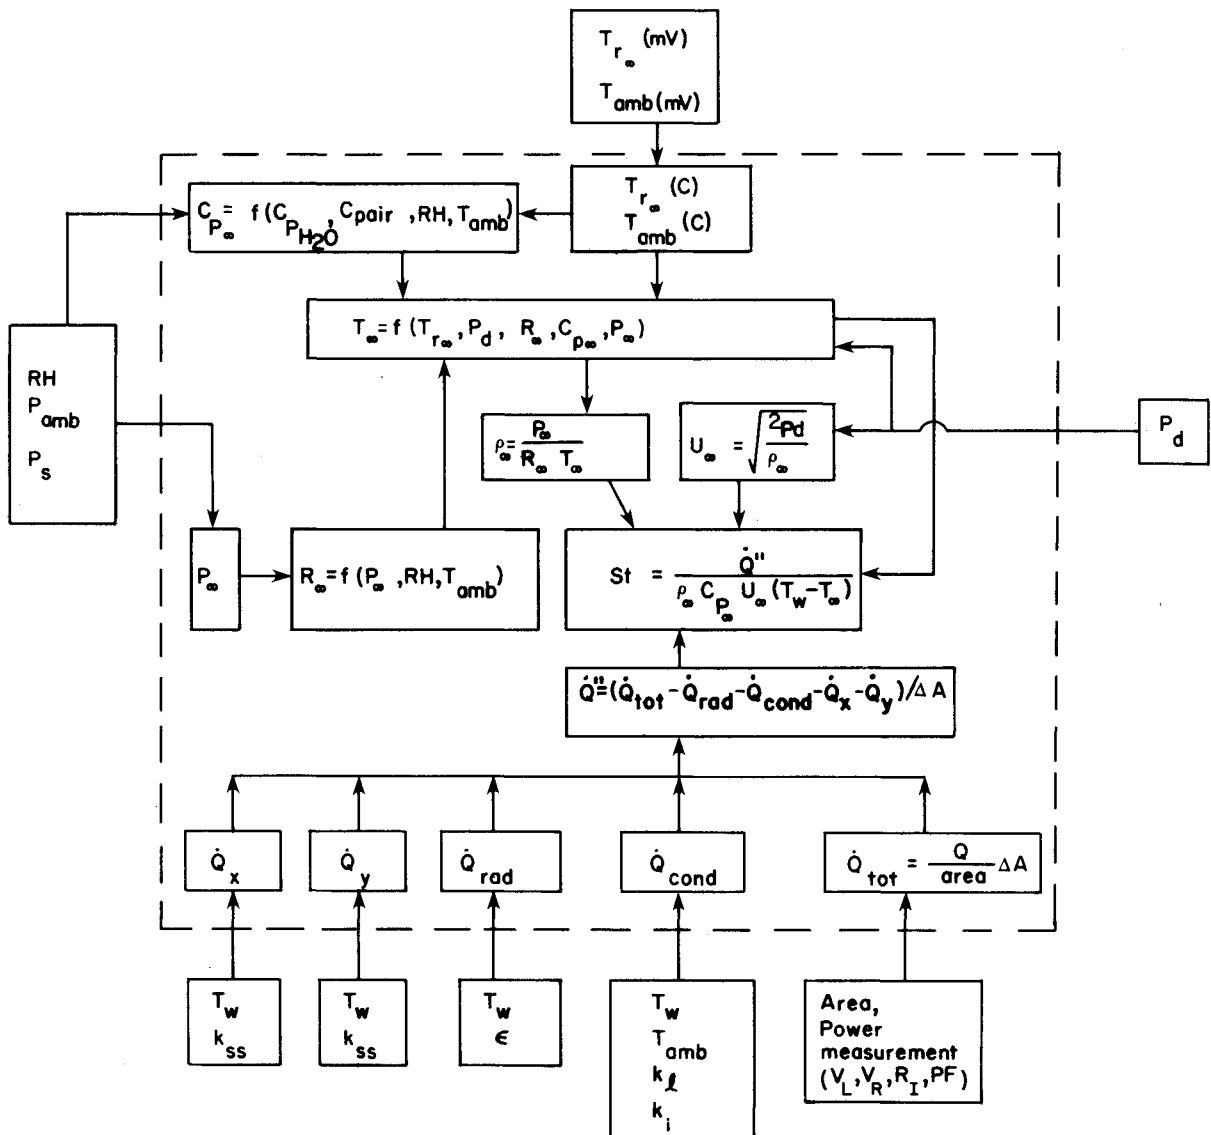 T_r∞ (mV)
T_amb (mV)
T_r∞ (C)
T_amb (C)
C_P∞ = f(C_P_H2O, C_pair, RH, T_amb)
T_∞ = f(T_r∞, P_d, R_∞, C_p∞, P_∞)
RH
P_amb
P_s
ρ_∞ = P_∞ / R_∞ T_∞
U_∞ = √(2Pd / ρ_∞)
P_d
P_∞
R_∞ = f(P_∞, RH, T_amb)
St = Q̇" / ρ_∞ C_P∞ U_∞ (T_w - T_∞)
Q̇" = (Q̇_tot - Q̇_rad - Q̇_cond - Q̇_x - Q̇_y)/ΔA
Q̇_x
Q̇_y
Q̇_rad
Q̇_cond
Q̇_tot = Q/area ΔA
T_w
k_ss
T_w
k_ss
T_w
ϵ
T_w
T_amb
k_ℓ
k_i
Area,
Power
measurement
(V_L, V_R, R_I, PF)